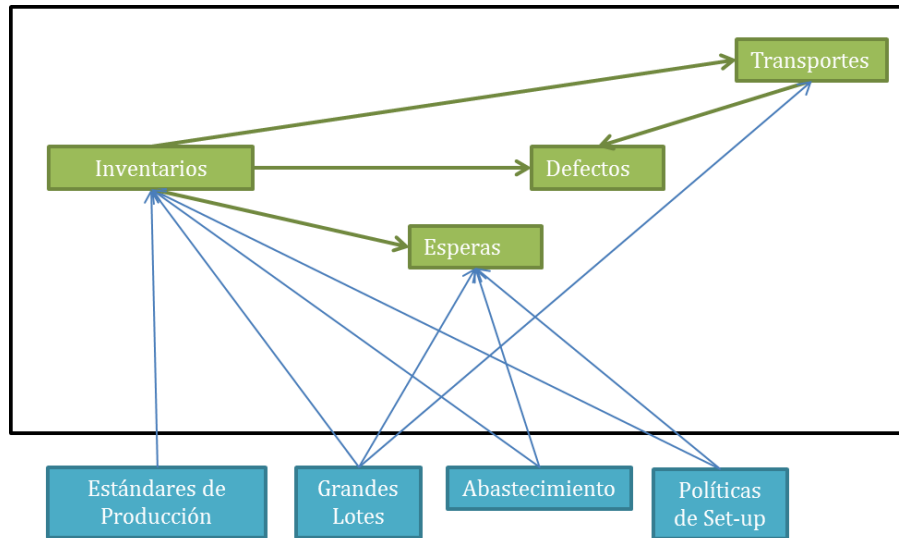 Transportes
Inventarios
Defectos
Esperas
Estándares de
Producción
Grandes
Lotes
Abastecimiento
Políticas
de Set-up